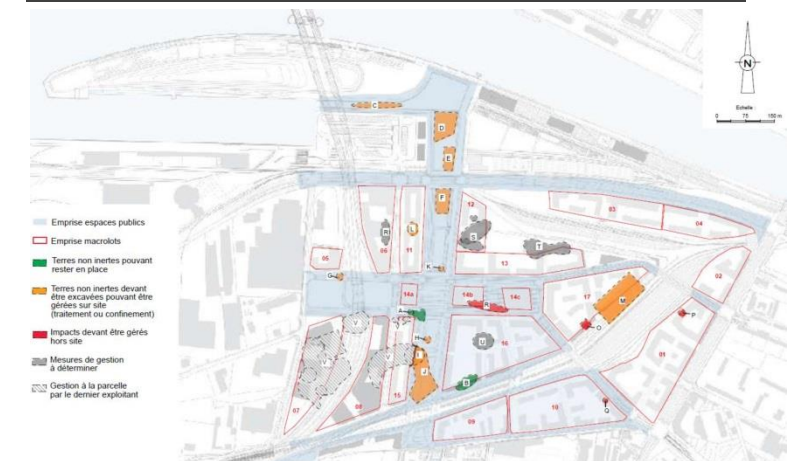 N
Echelle :
0 75 150 m
C
D
E
F
12
03
04
S
T
13
R
L
06
11
05
G
K
02
14a
14b
14c
R
17
M
A
O
P
H
I
J
U
16
B
V
V
V
01
07
08
15
09
10
Q
Emprise espaces publics
Emprise macrolots
Terres non inertes pouvant
rester en place
Terres non inertes devant
être excavées pouvant être
gérées sur site
(traitement ou confinement)
Impacts devant être gérés
hors site
Mesures de gestion
à déterminer
Gestion à la parcelle
par le dernier exploitant